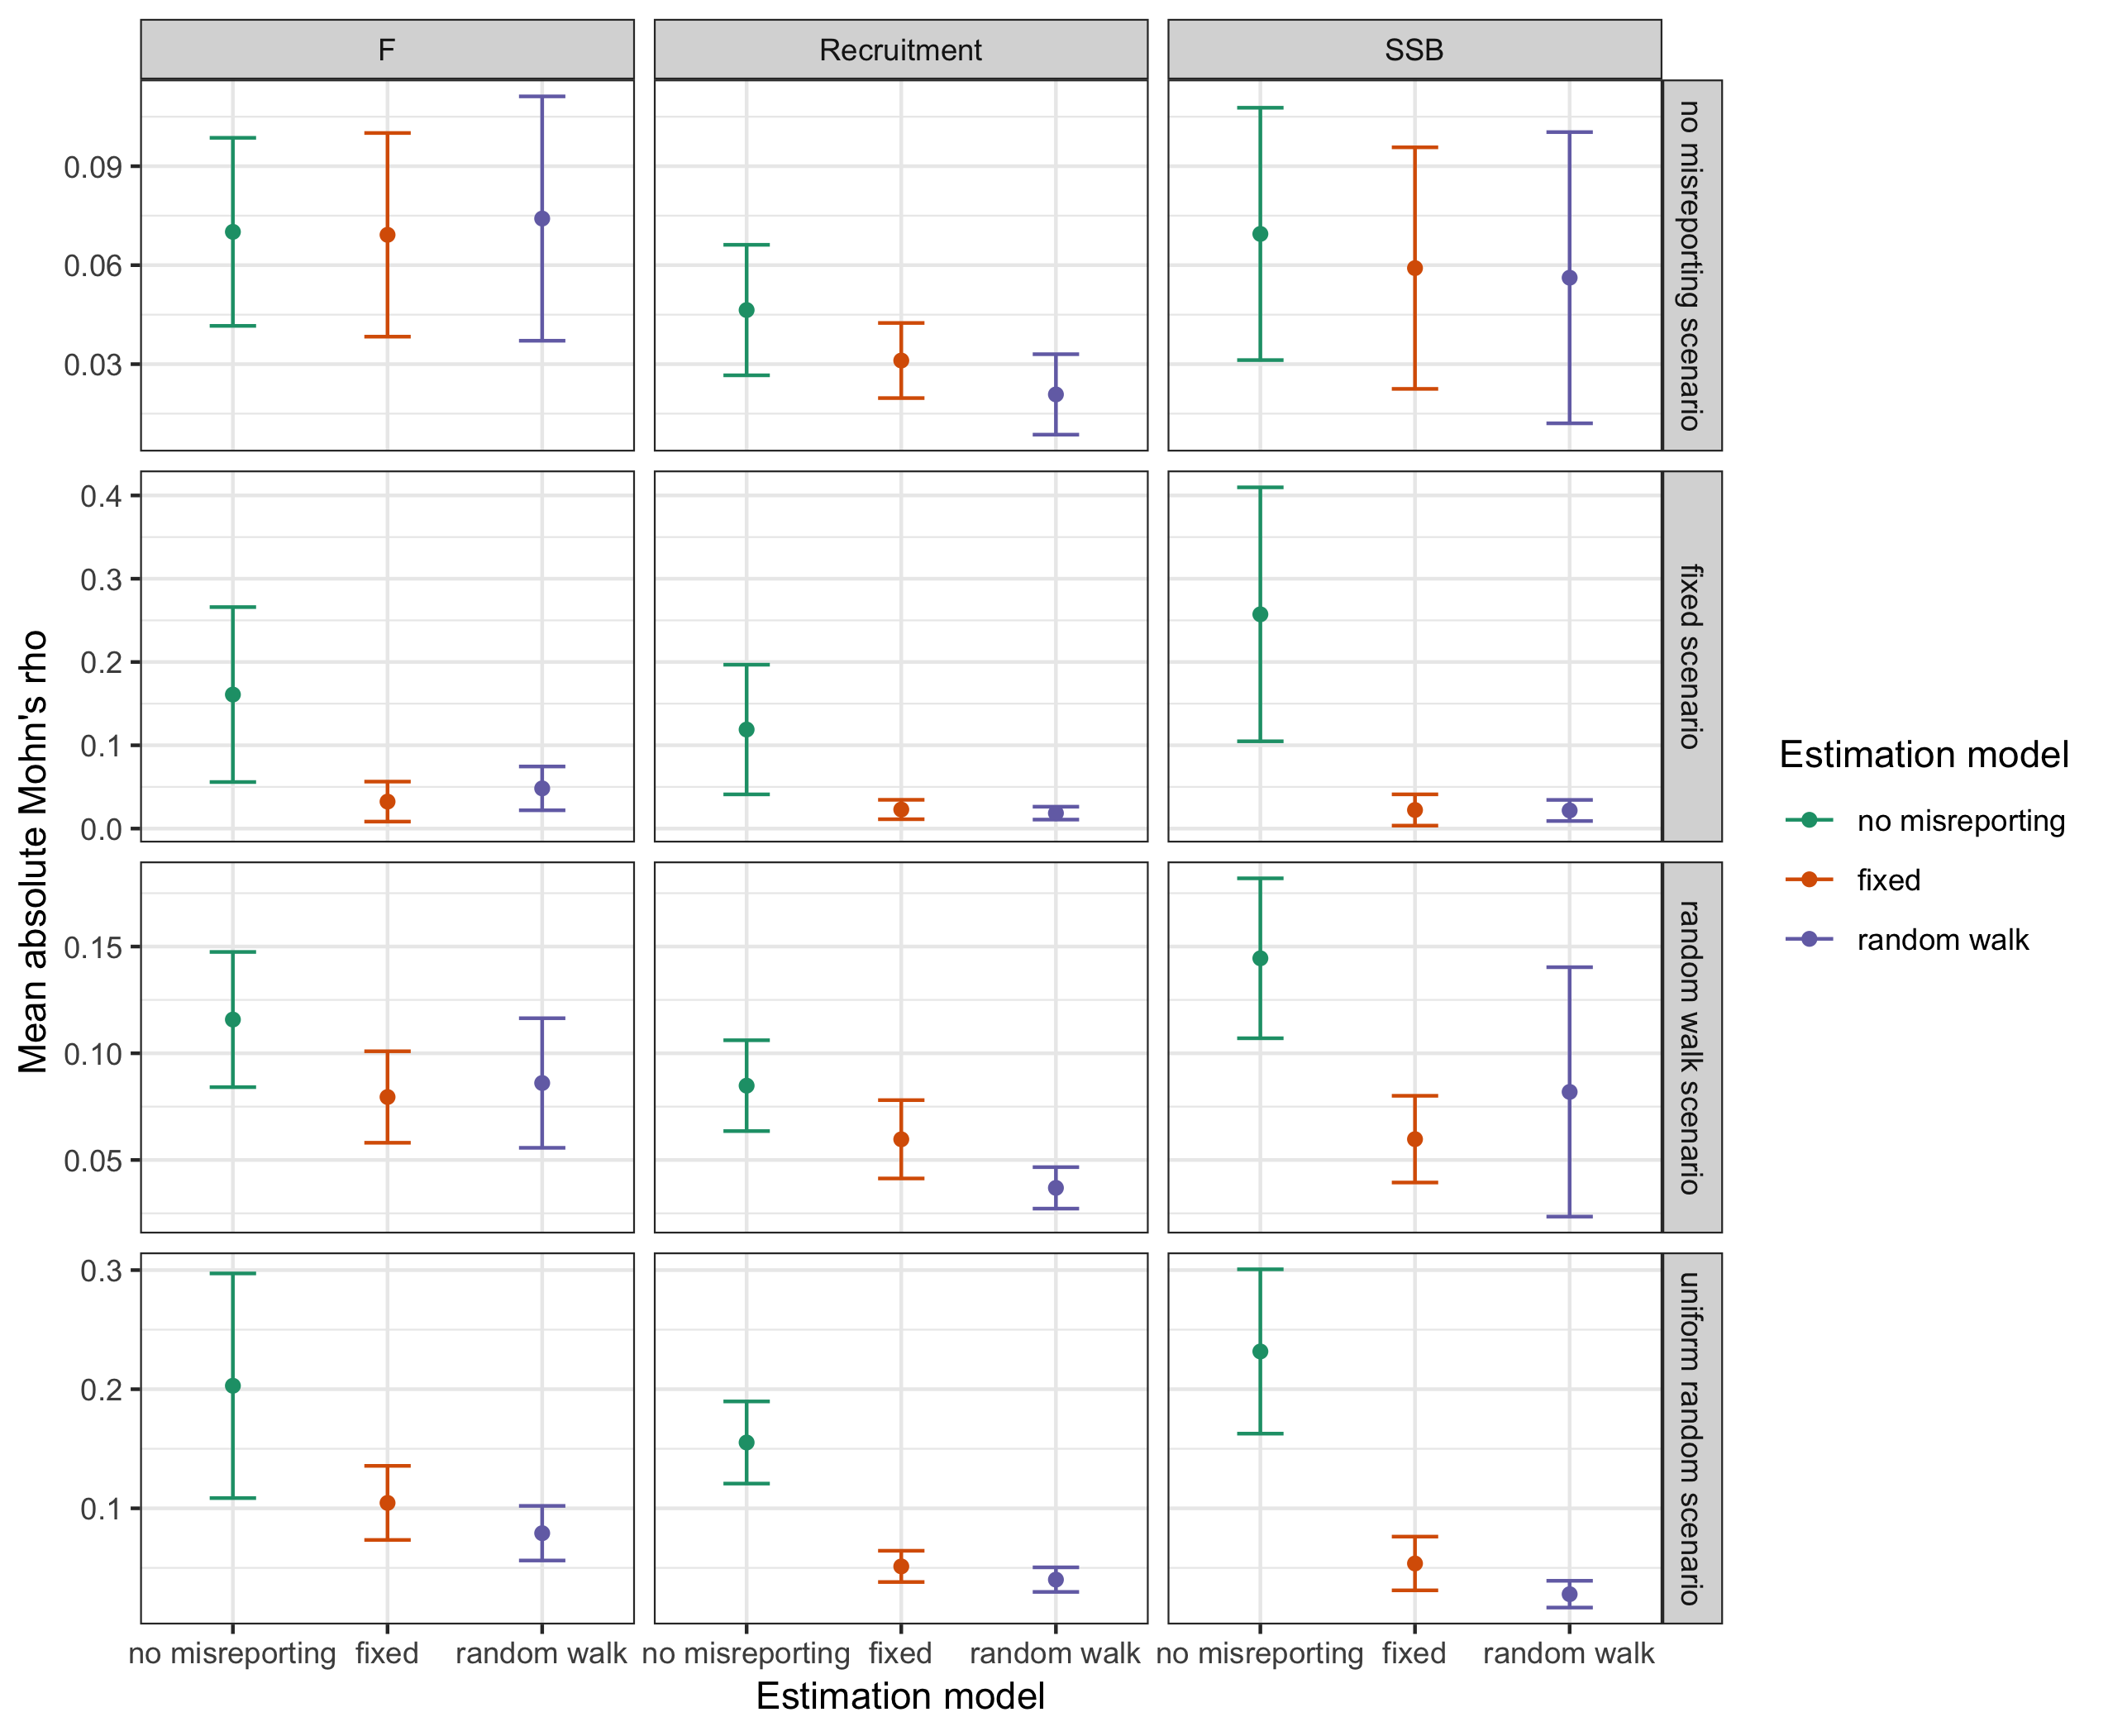 F
Recruitment
SSB
no misreporting scenario
0.09
0.06
0.03
fixed scenario
0.4
0.3
0.2
0.1
0.0
random walk scenario
0.15
0.10
0.05
uniform random scenario
0.3
0.2
0.1
Mean absolute Mohn's rho
no misreporting fixed random walk no misreporting fixed random walk no misreporting fixed random walk
Estimation model
Estimation model
no misreporting
fixed
random walk